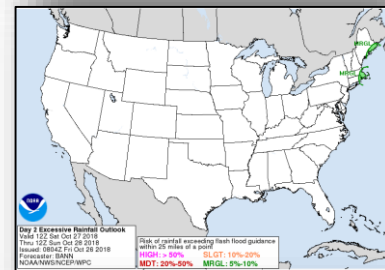 MRGL
MRGL
NOAA
Day 2 Excessive Rainfall Outlook
Valid 12Z Sat Oct 27 2018
Thru 12Z Sun Oct 28 2018
Issued: 0804Z Fri Oct 26 2018
Forecaster: BANN
NOAA/NWS/NCEP/WPC
Risk of rainfall exceeding flash flood guidance
within 25 miles of a point
HIGH: > 50% SLGT: 10%-20%
MDT: 20%-50% MRGL: 5%-10%